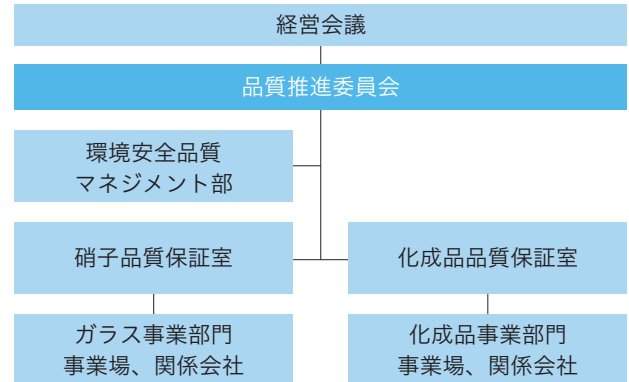 経営会議
品質推進委員会
環境安全品質
マネジメント部
硝子品質保証室
化成品品質保証室
ガラス事業部門
事業場、関係会社
化成品事業部門
事業場、関係会社